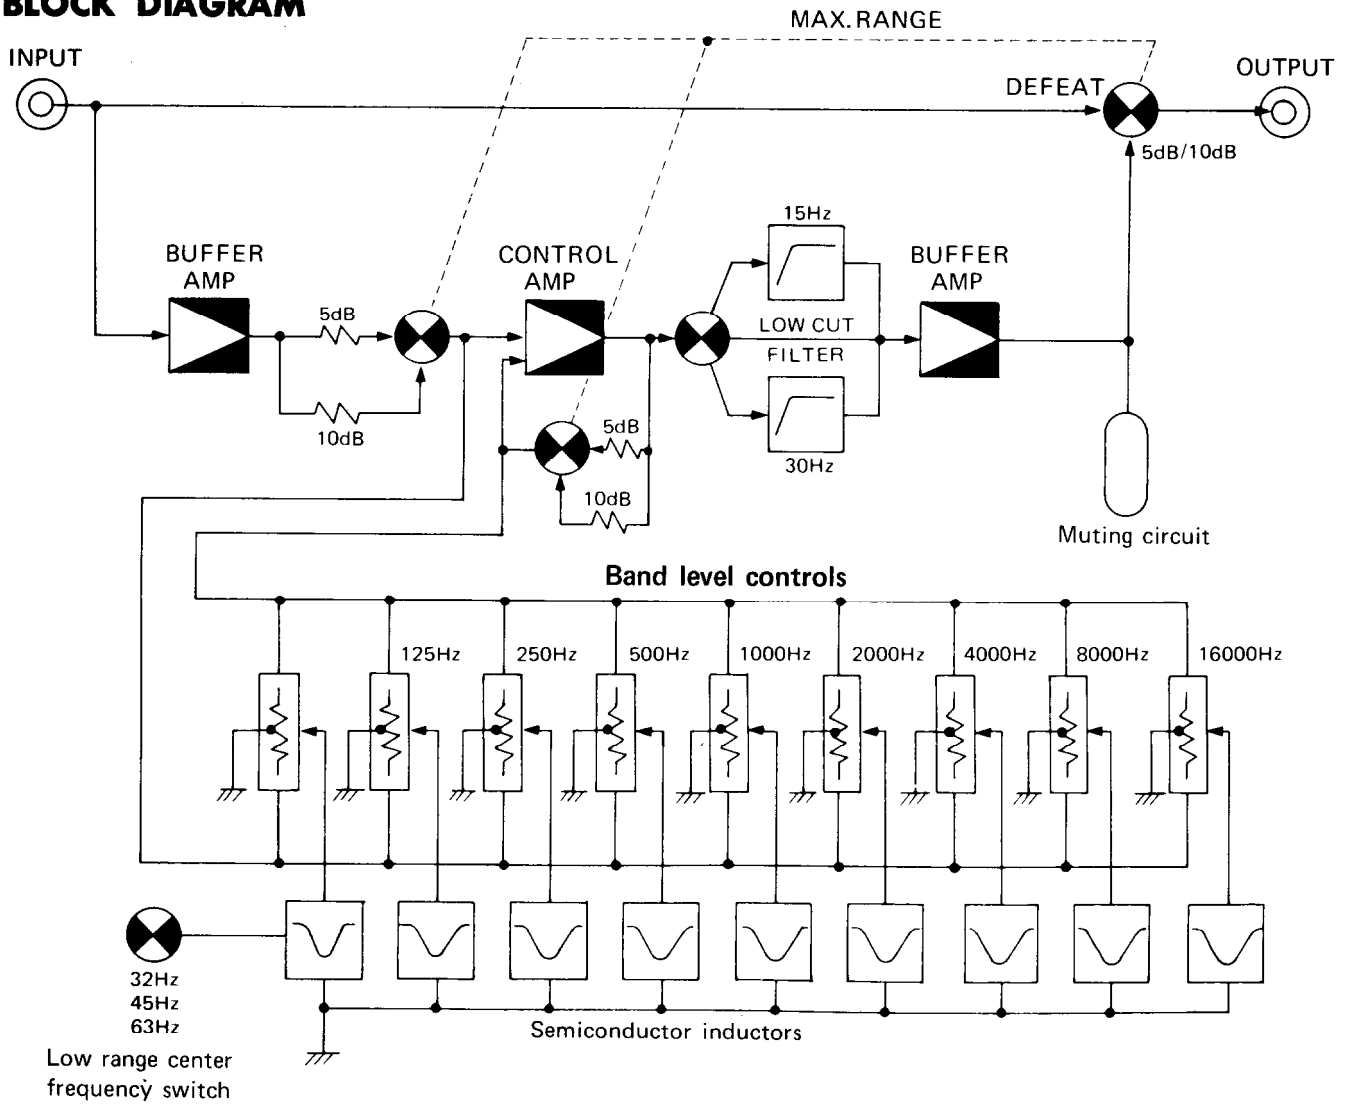 BLOCK DIAGRAM
MAX.RANGE
INPUT
DEFEAT
OUTPUT
5dB/10dB
15Hz
BUFFER
AMP
CONTROL
AMP
BUFFER
AMP
5dB
LOW CUT
FILTER
10dB
5dB
30Hz
10dB
Muting circuit
Band level controls
125Hz
250Hz
500Hz
1000Hz
2000Hz
4000Hz
8000Hz
16000Hz
32Hz
45Hz
63Hz
Semiconductor inductors
Low range center
frequency switch